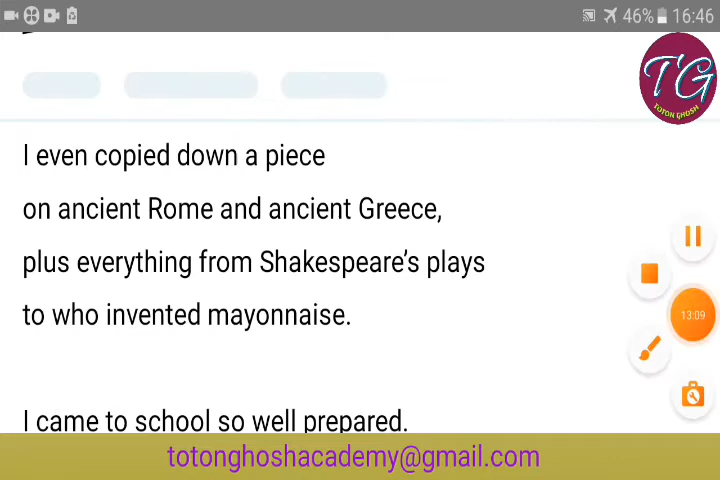 46% 16:46
TG
TOTON GHOSH
I even copied down a piece
on ancient Rome and ancient Greece,
plus everything from Shakespeare's plays
to who invented mayonnaise.
13:09
I came to school so well prepared.
totonghoshacademy@gmail.com